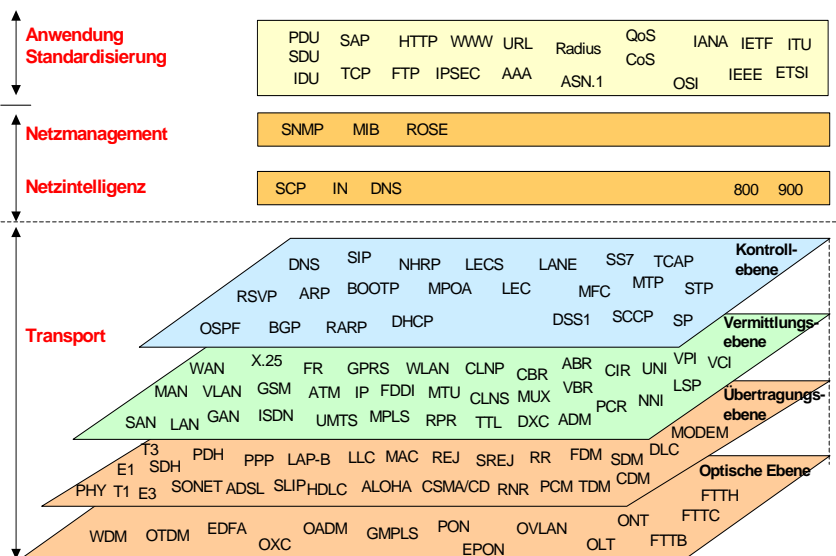 Anwendung
Standardisierung
PDU SAP HTTP WWW URL Radius QoS IANA IETF ITU
SDU CoS
IDU TCP FTP IPSEC AAA ASN.1 OSI IEEE ETSI
Netzmanagement
SNMP MIB ROSE
Netzintelligenz
SCP IN DNS 800 900
Transport
Kontroll-
ebene
DNS SIP NHRP LECS LANE SS7 TCAP
RSVP ARP BOOTP MPOA LEC MFC MTP STP
OSPF BGP RARP DHCP DSS1 SCCP SP
Vermittlungs-
ebene
WAN X.25 FR GPRS WLAN CLNP CBR ABR CIR UNI VPI VCI
MAN VLAN GSM ATM IP FDDI MTU CLNS MUX VBR PCR NNI LSP
SAN LAN GAN ISDN UMTS MPLS RPR TTL DXC ADM
Übertragungs-
ebene
MODEM
T3 PDH PPP LAP-B LLC MAC REJ SREJ RR FDM SDM DLC
E1 SDH
PHY T1 E3 SONET ADSL SLIP HDLC ALOHA CSMA/CD RNR PCM TDM CDM
Optische Ebene
FTTH
WDM OTDM EDFA OXC OADM GMPLS PON EPON OVLAN OLT ONT FTTB FTTC